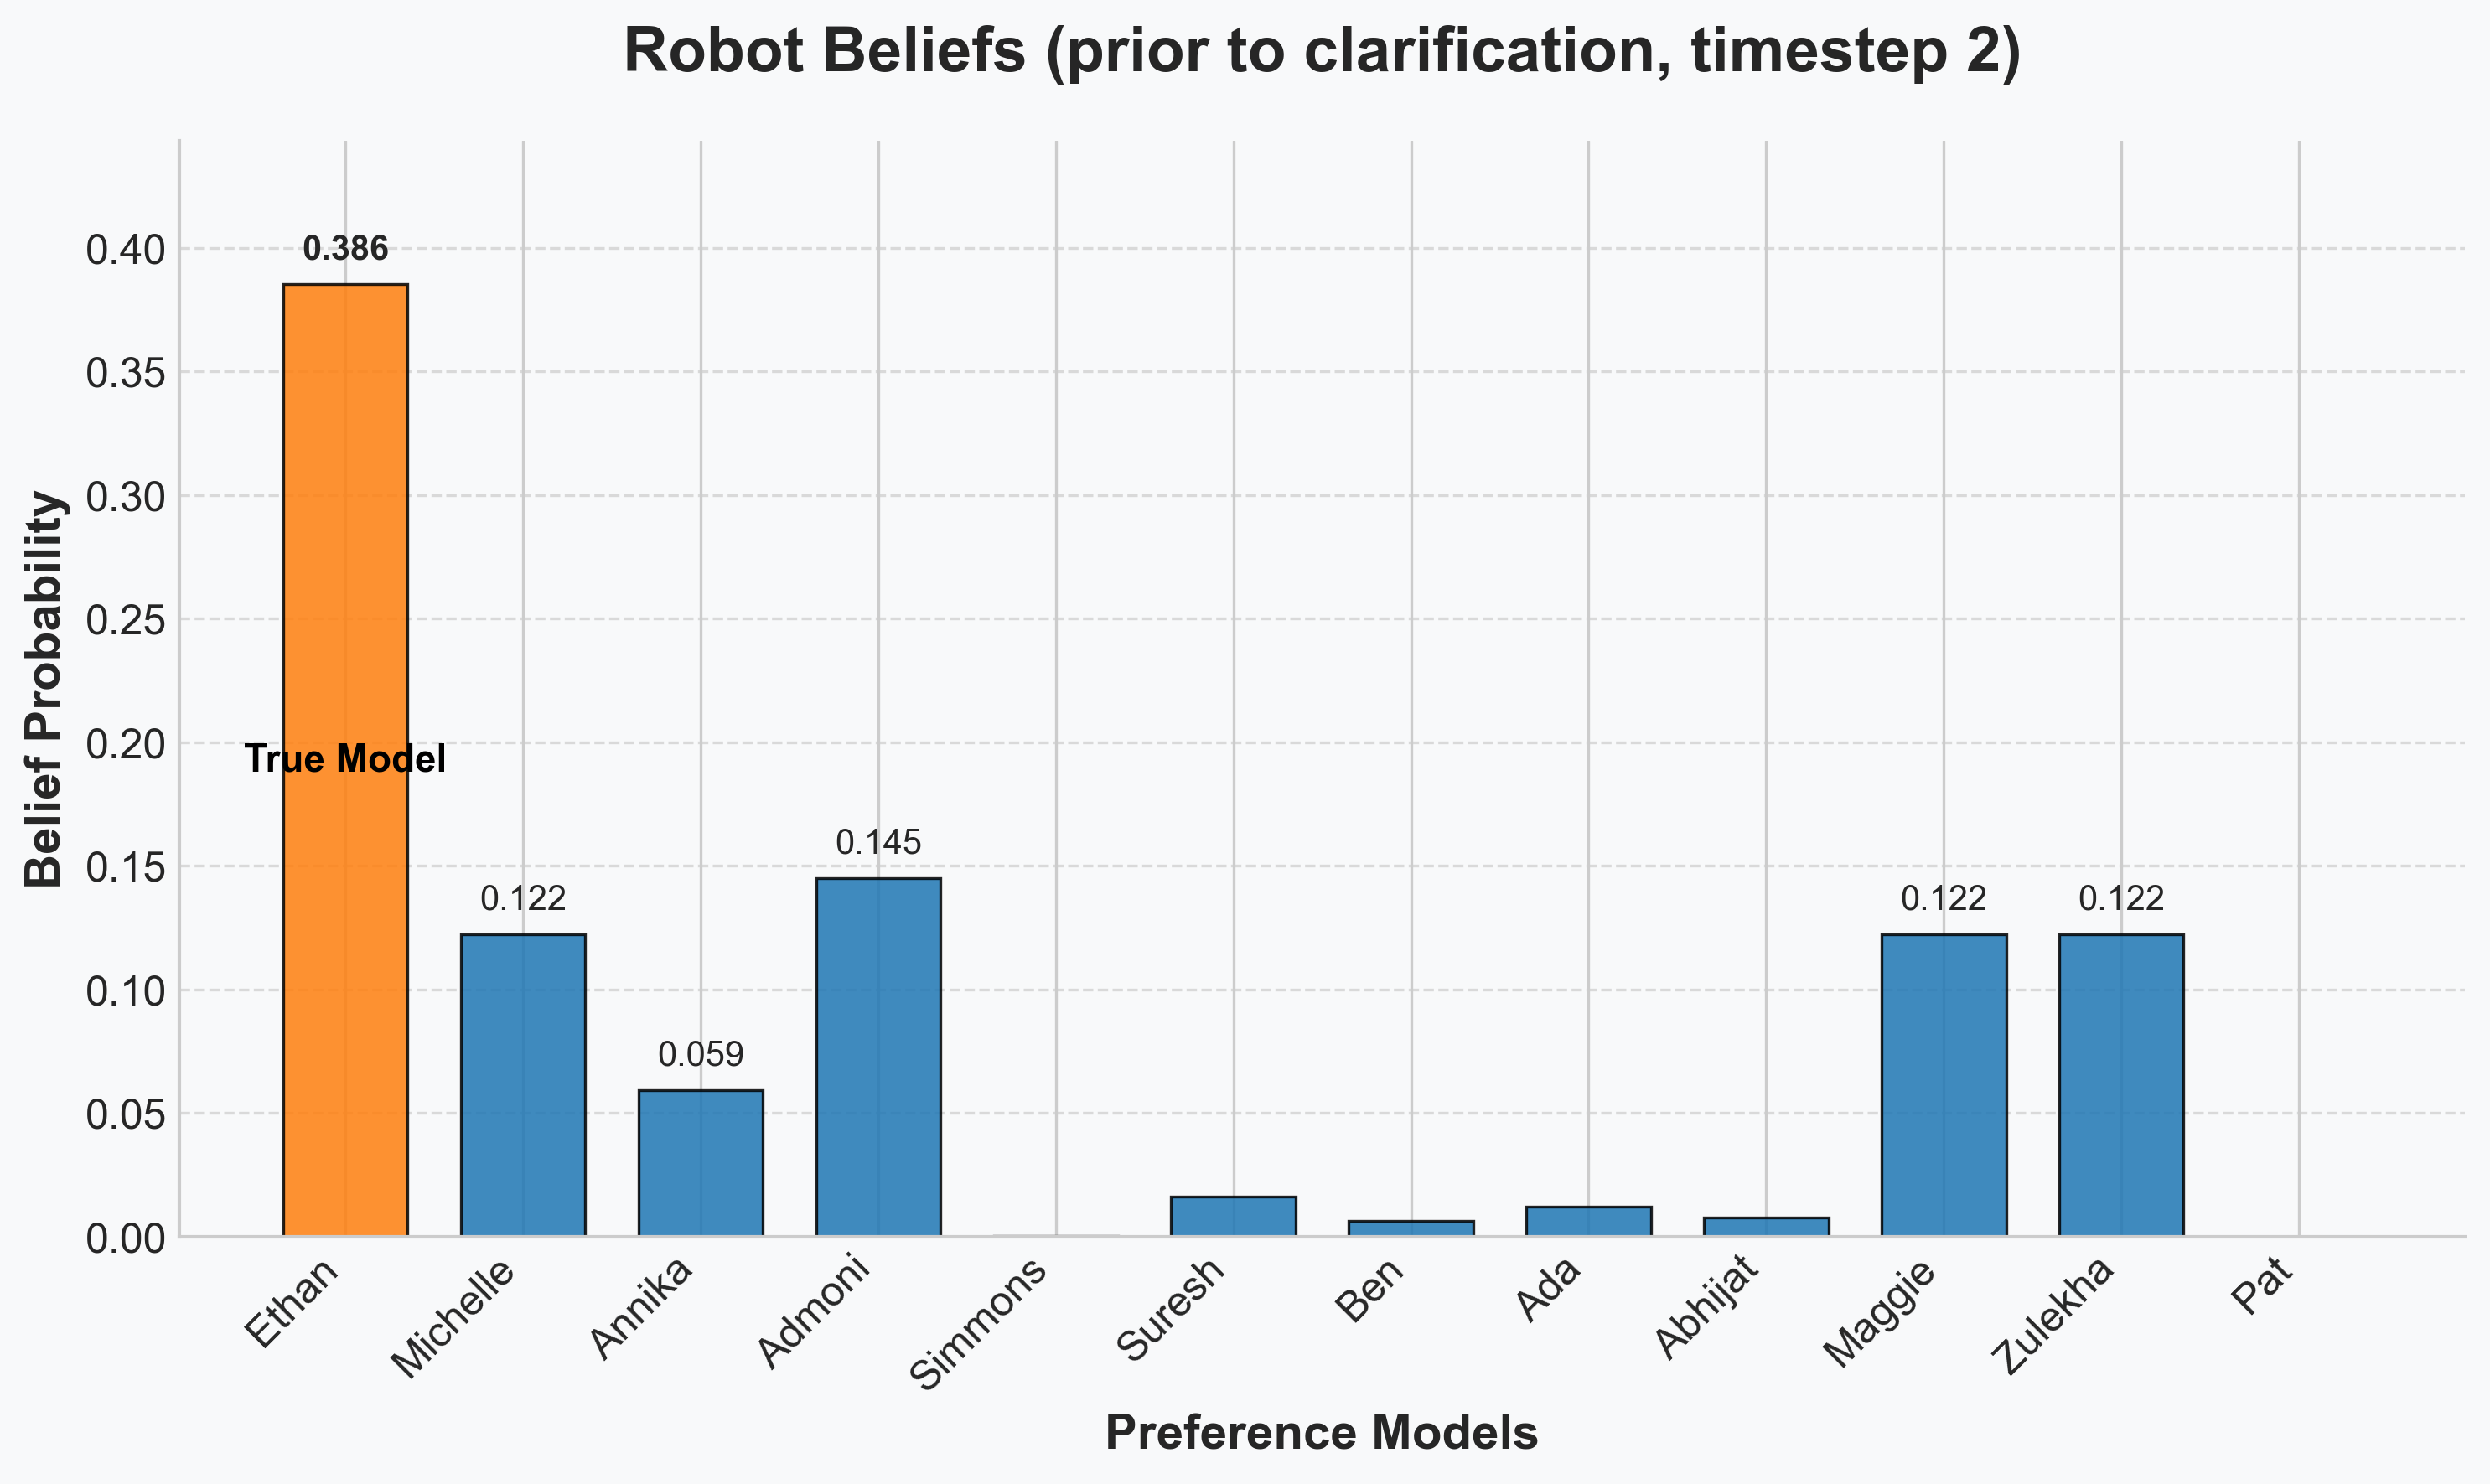 Robot Beliefs (prior to clarification, timestep 2)
Belief Probability
0.40
0.35
0.30
0.25
0.20
0.15
0.10
0.05
0.00
0.386
True Model
0.122
0.059
0.145
0.122
0.122
Ethan
Michelle
Annika
Admoni
Simmons
Suresh
Ben
Ada
Abhijat
Maggie
Zulekha
Pat
Preference Models